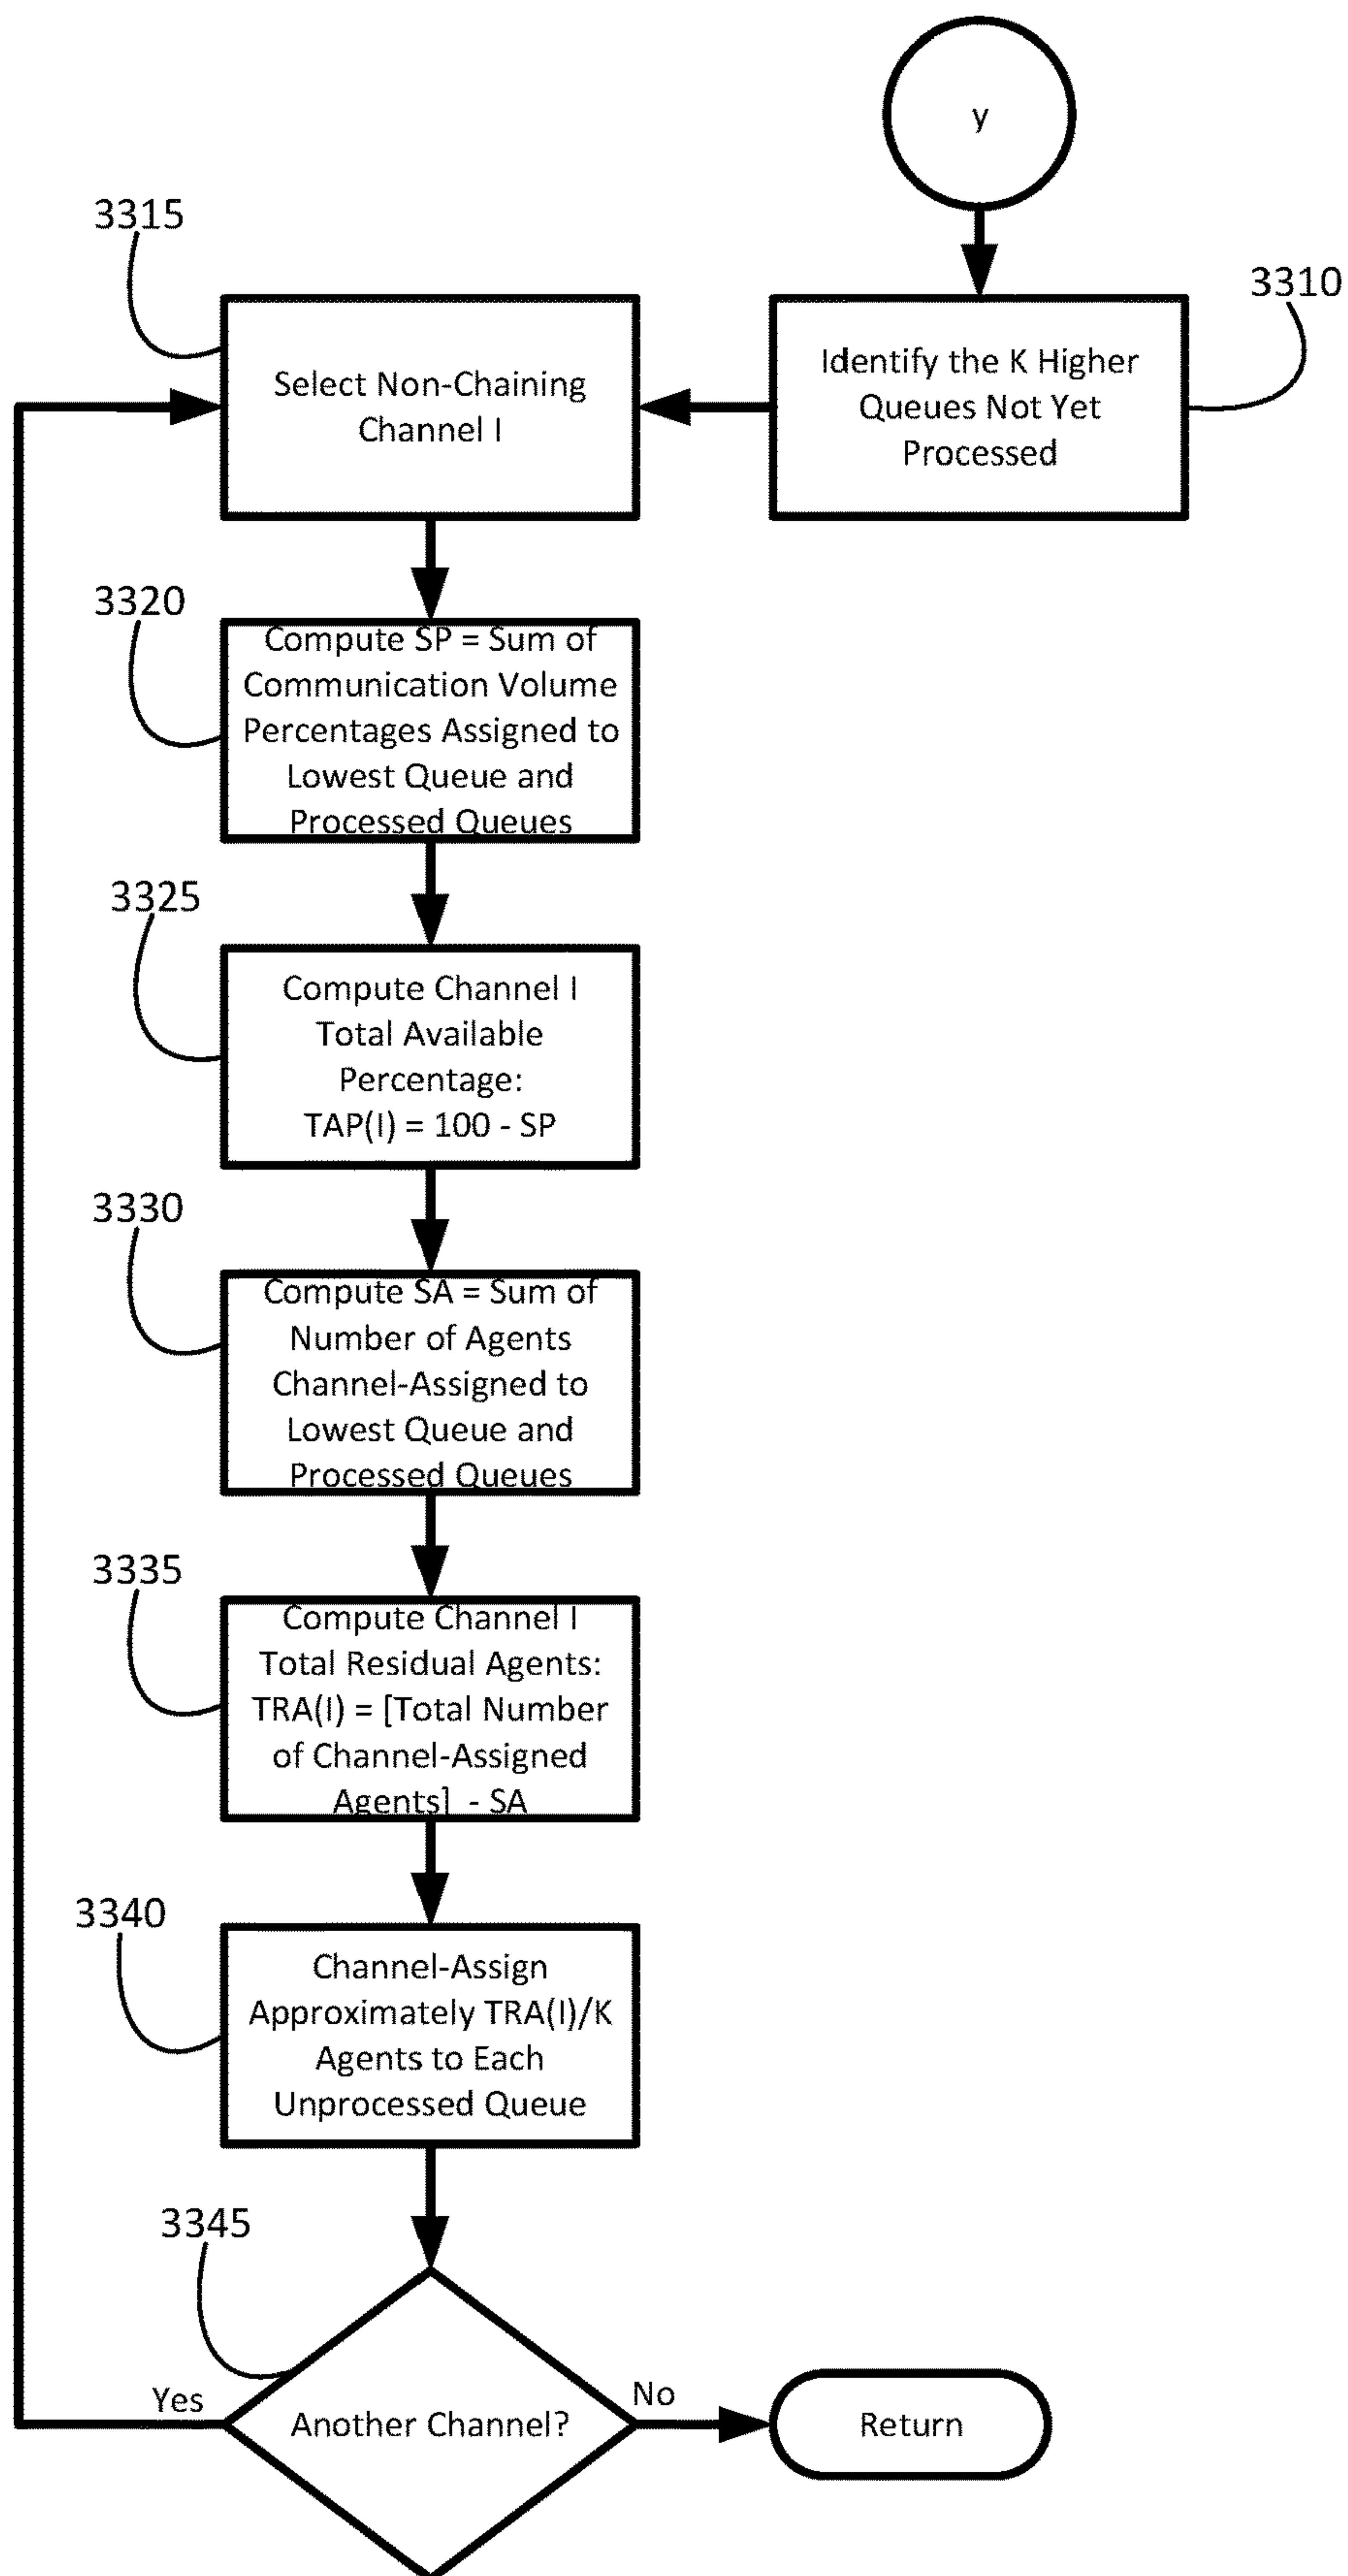 y
3310
Identify the K Higher
Queues Not Yet
Processed
3315
Select Non-Chaining
Channel I
3320
Compute SP = Sum of
Communication Volume
Percentages Assigned to
Lowest Queue and
Processed Queues
3325
Compute Channel I
Total Available
Percentage:
TAP(I) = 100 - SP
3330
Compute SA = Sum of
Number of Agents
Channel-Assigned to
Lowest Queue and
Processed Queues
3335
Compute Channel I
Total Residual Agents:
TRA(I) = [Total Number
of Channel-Assigned
Agents] - SA
3340
Channel-Assign
Approximately TRA(I)/K
Agents to Each
Unprocessed Queue
3345
Yes
Another Channel?
No
Return